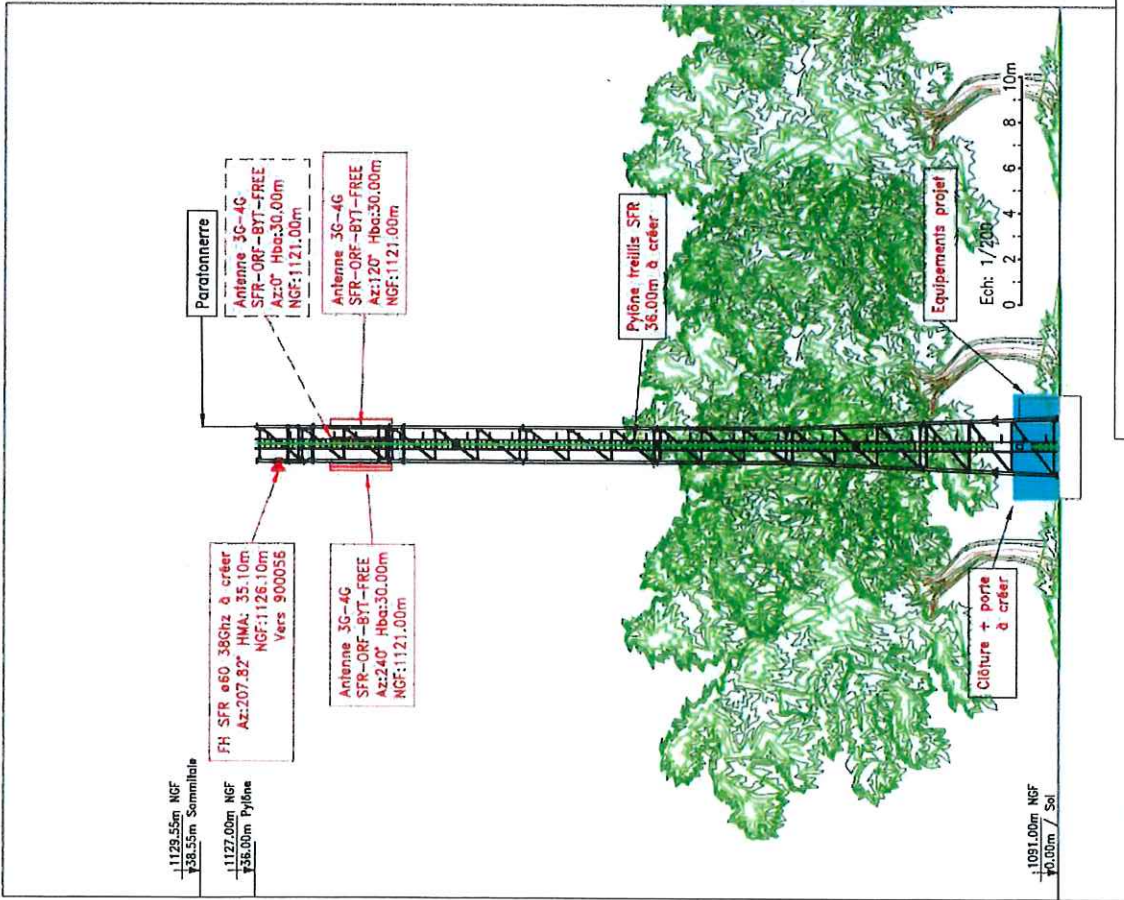 1129.55m NGF
38.55m Sommitale
1127.00m NGF
36.00m Pylône
Paratonnerre
Antenne 3G-4G
SFR-ORF-BYT-FREE
Az:0° Hba:30.00m
NGF:1121.00m
Antenne 3G-4G
SFR-ORF-BYT-FREE
Az:120° Hba:30.00m
NGF:1121.00m
FH SFR ø60 38Ghz à créer
Az:207.82° HMA: 35.10m
NGF:1126.10m
Vers 900056
Antenne 3G-4G
SFR-ORF-BYT-FREE
Az:240° Hba:30.00m
NGF:1121.00m
Pylône treillis SFR
36.00m à créer
Equipements projet
Ech: 1/200
0 2 4 6 8 10m
Clôture + porte
à créer
1091.00m NGF
0.00m / Sol